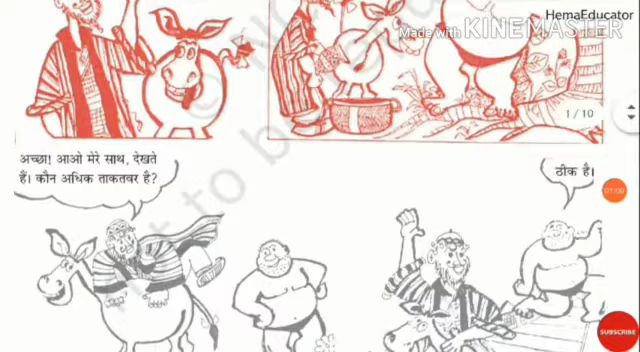 HemaEducator
Made with KINEMASTER
1 / 10
अच्छा! आओ मेरे साथ, देखते
हैं। कौन अधिक ताकतवर है?
ठीक है।
SUBSCRIBE